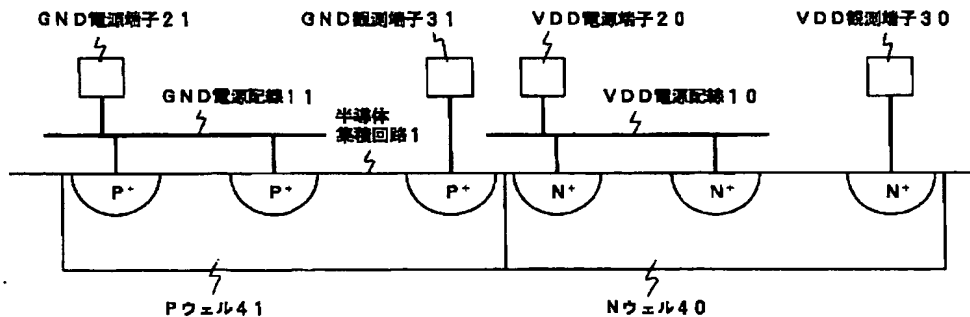 GND電源端子21
GND観測端子31
VDD電源端子20
VDD観測端子30
GND電源配線11
半導体
集積回路1
VDD電源配線10
P+
P+
P+
N+
N+
N+
Pウェル41
Nウェル40